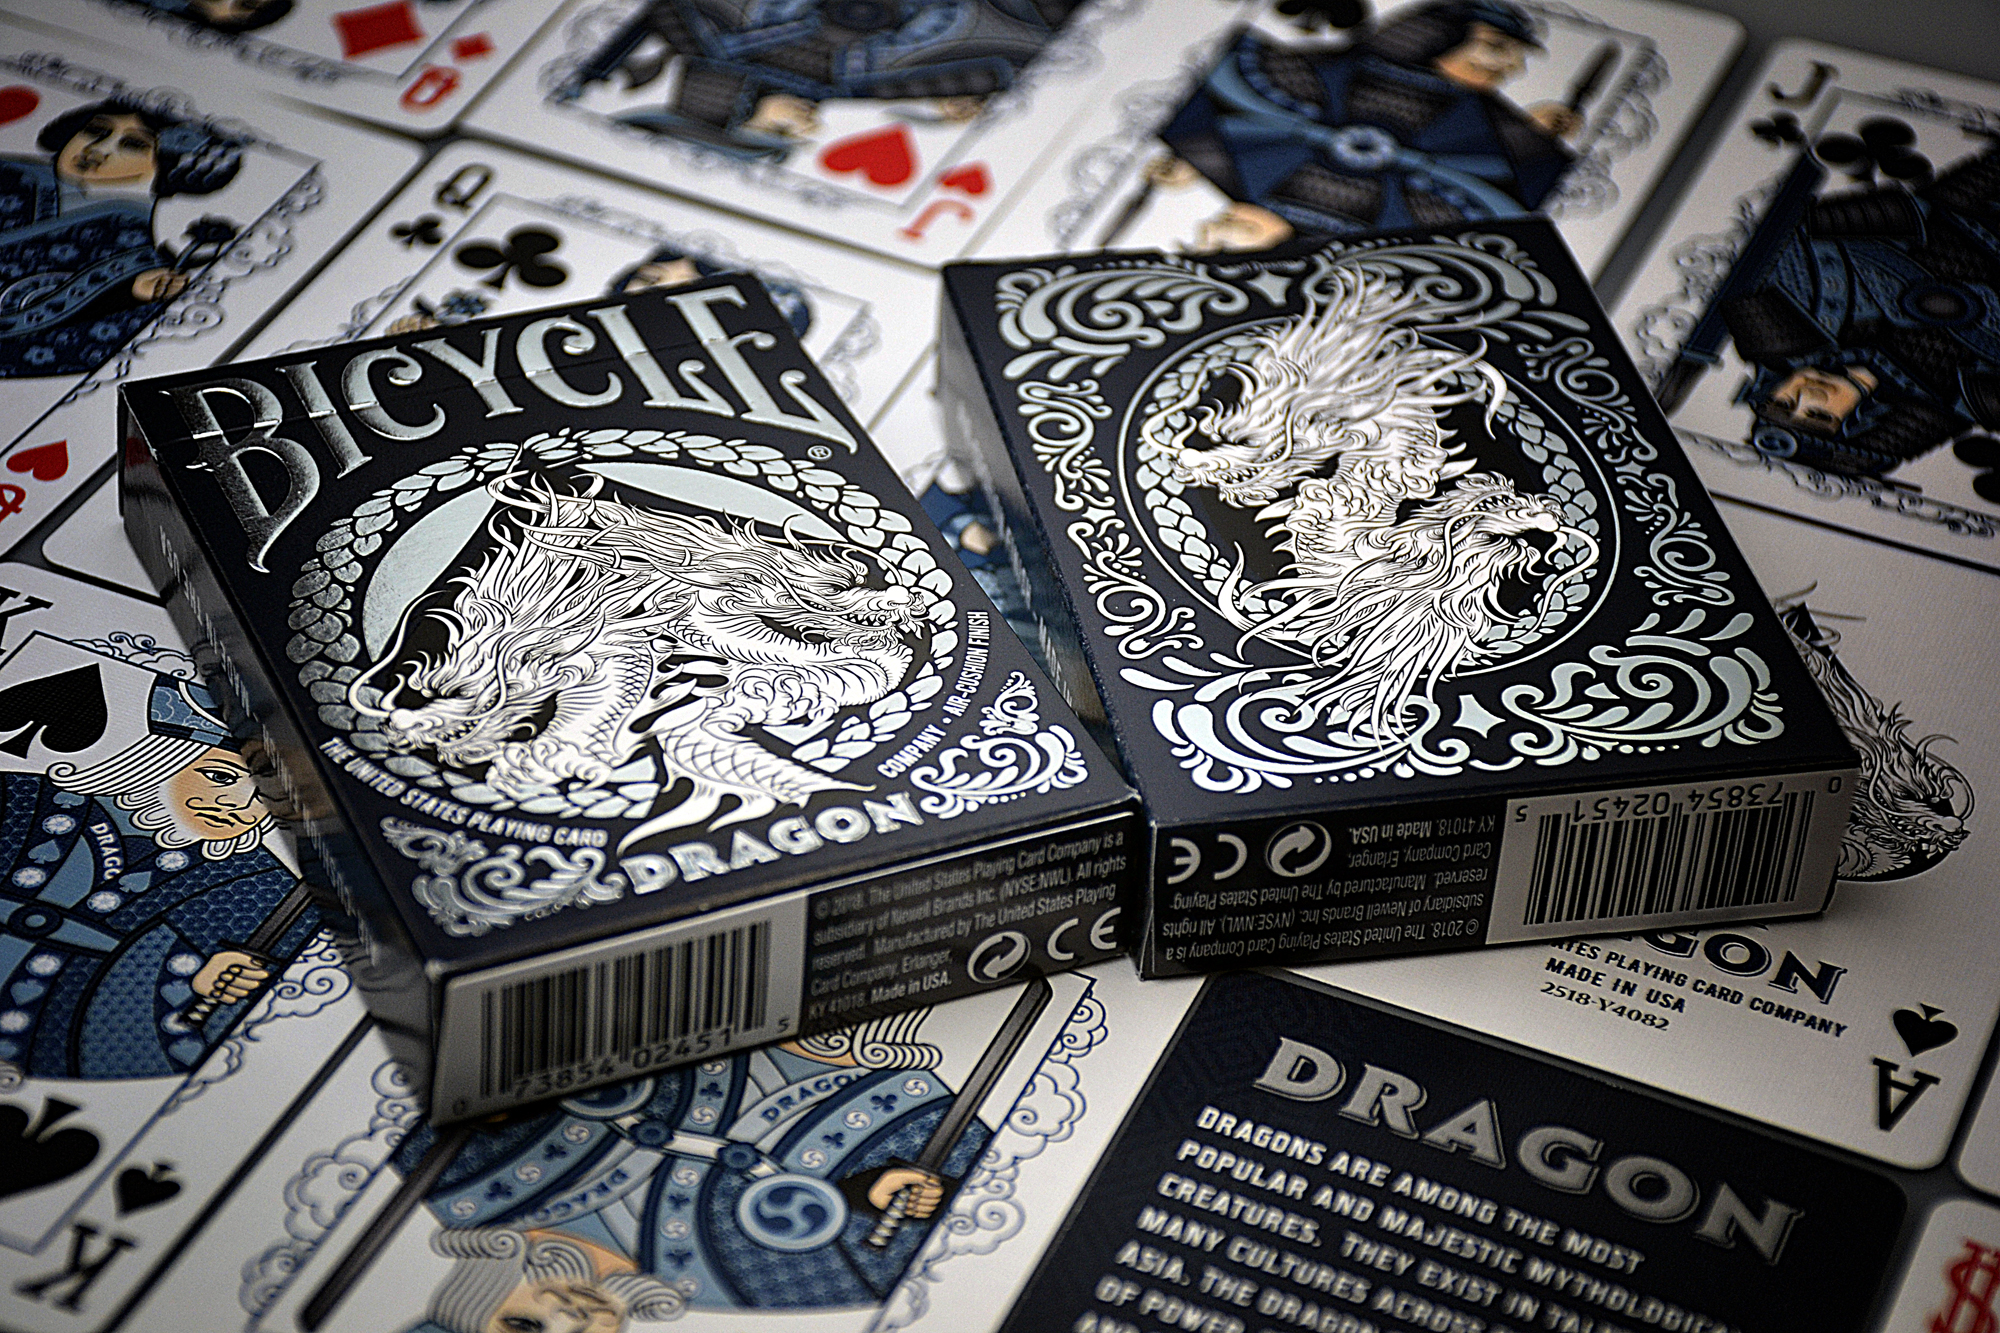 8
J
Q
J
BICYCLE
®
THE UNITED STATES PLAYING CARD
COMPANY • AIR-CUSHION FINISH
DRAGON
© 2018. The United States Playing Card Company is a
subsidiary of Newell Brands Inc. (NYSE:NWL). All rights
reserved. Manufactured by The United States Playing
Card Company, Erlanger,
KY 41018. Made in USA.
CE
0 73854 02451 5
© 2018. The United States Playing Card Company is a
subsidiary of Newell Brands Inc. (NYSE:NWL). All rights
reserved. Manufactured by The United States Playing
Card Company, Erlanger,
KY 41018. Made in USA.
CE
0 73854 02451 5
K
DRAGO
K
DRAGON
DRAGO
GON
ATES PLAYING CARD COMPANY
MADE IN USA
2518-Y4082
A
DRAGON
DRAGONS ARE AMONG THE MOST
POPULAR AND MAJESTIC MYTHOLOGIC
CREATURES. THEY EXIST IN
MANY CULTURES ACROSS
ASIA. THE DRAGON
OF POWER